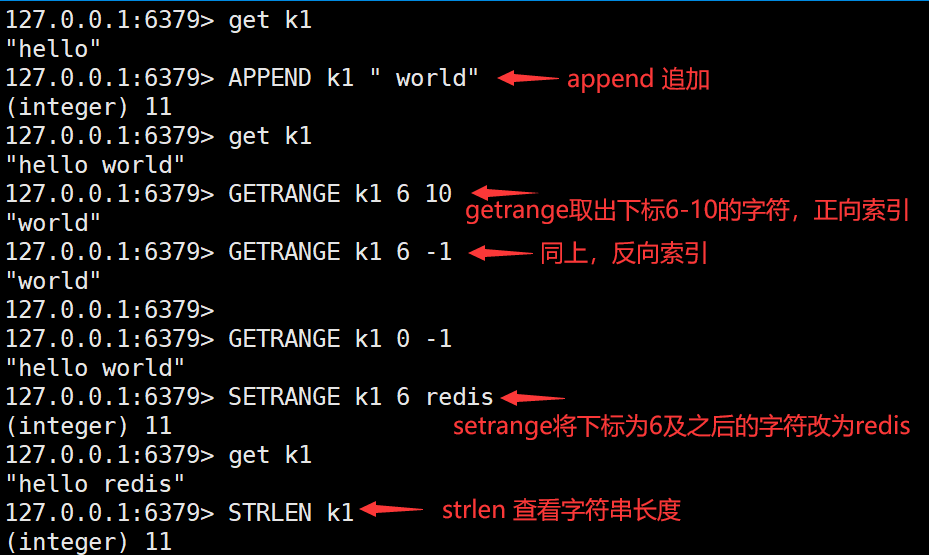 127.0.0.1:6379> get k1
"hello"
127.0.0.1:6379> APPEND k1 " world" append 追加
(integer) 11
127.0.0.1:6379> get k1
"hello world"
127.0.0.1:6379> GETRANGE k1 6 10
getrange取出下标6-10的字符，正向索引
"world"
127.0.0.1:6379> GETRANGE k1 6 -1 同上，反向索引
"world"
127.0.0.1:6379>
127.0.0.1:6379> GETRANGE k1 0 -1
"hello world"
127.0.0.1:6379> SETRANGE k1 6 redis
(integer) 11 setrange将下标为6及之后的字符改为redis
127.0.0.1:6379> get k1
"hello redis"
127.0.0.1:6379> STRLEN k1 strlen 查看字符串长度
(integer) 11